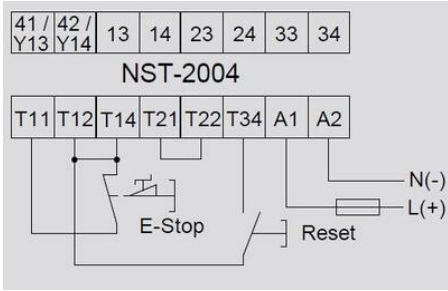 41 / Y13 42 / Y14 13 14 23 24 33 34
NST-2004
T11 T12 T14 T21 T22 T34 A1 A2
N(-)
L(+)
E-Stop
Reset